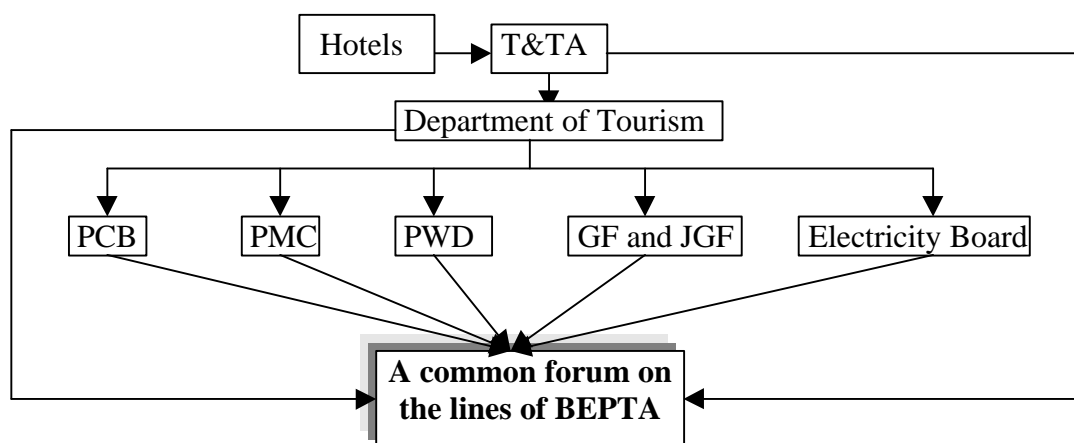 Hotels
T&TA
Department of Tourism
PCB
PMC
PWD
GF and JGF
Electricity Board
A common forum on
the lines of BEPTA